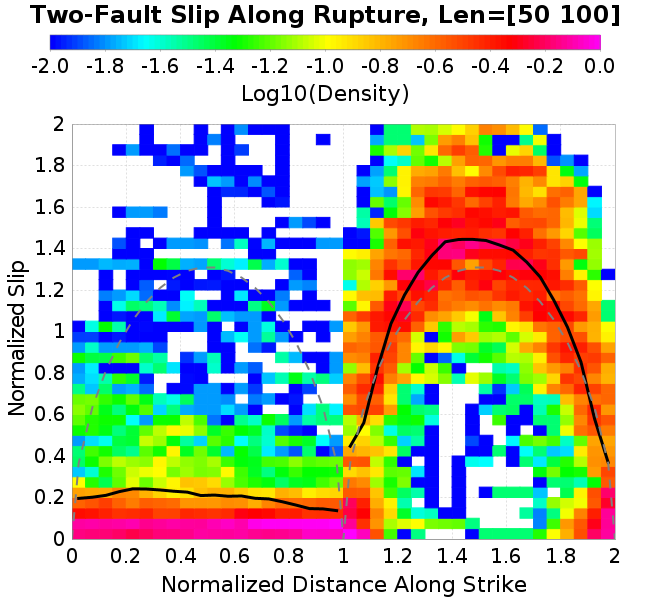 Two-Fault Slip Along Rupture, Len=[50 100]
-2.0 -1.8 -1.6 -1.4 -1.2 -1.0 -0.8 -0.6 -0.4 -0.2 0.0
Log10(Density)
2
1.8
1.6
1.4
1.2
1
0.8
0.6
0.4
0.2
0
Normalized Slip
0 0.2 0.4 0.6 0.8 1 1.2 1.4 1.6 1.8 2
Normalized Distance Along Strike